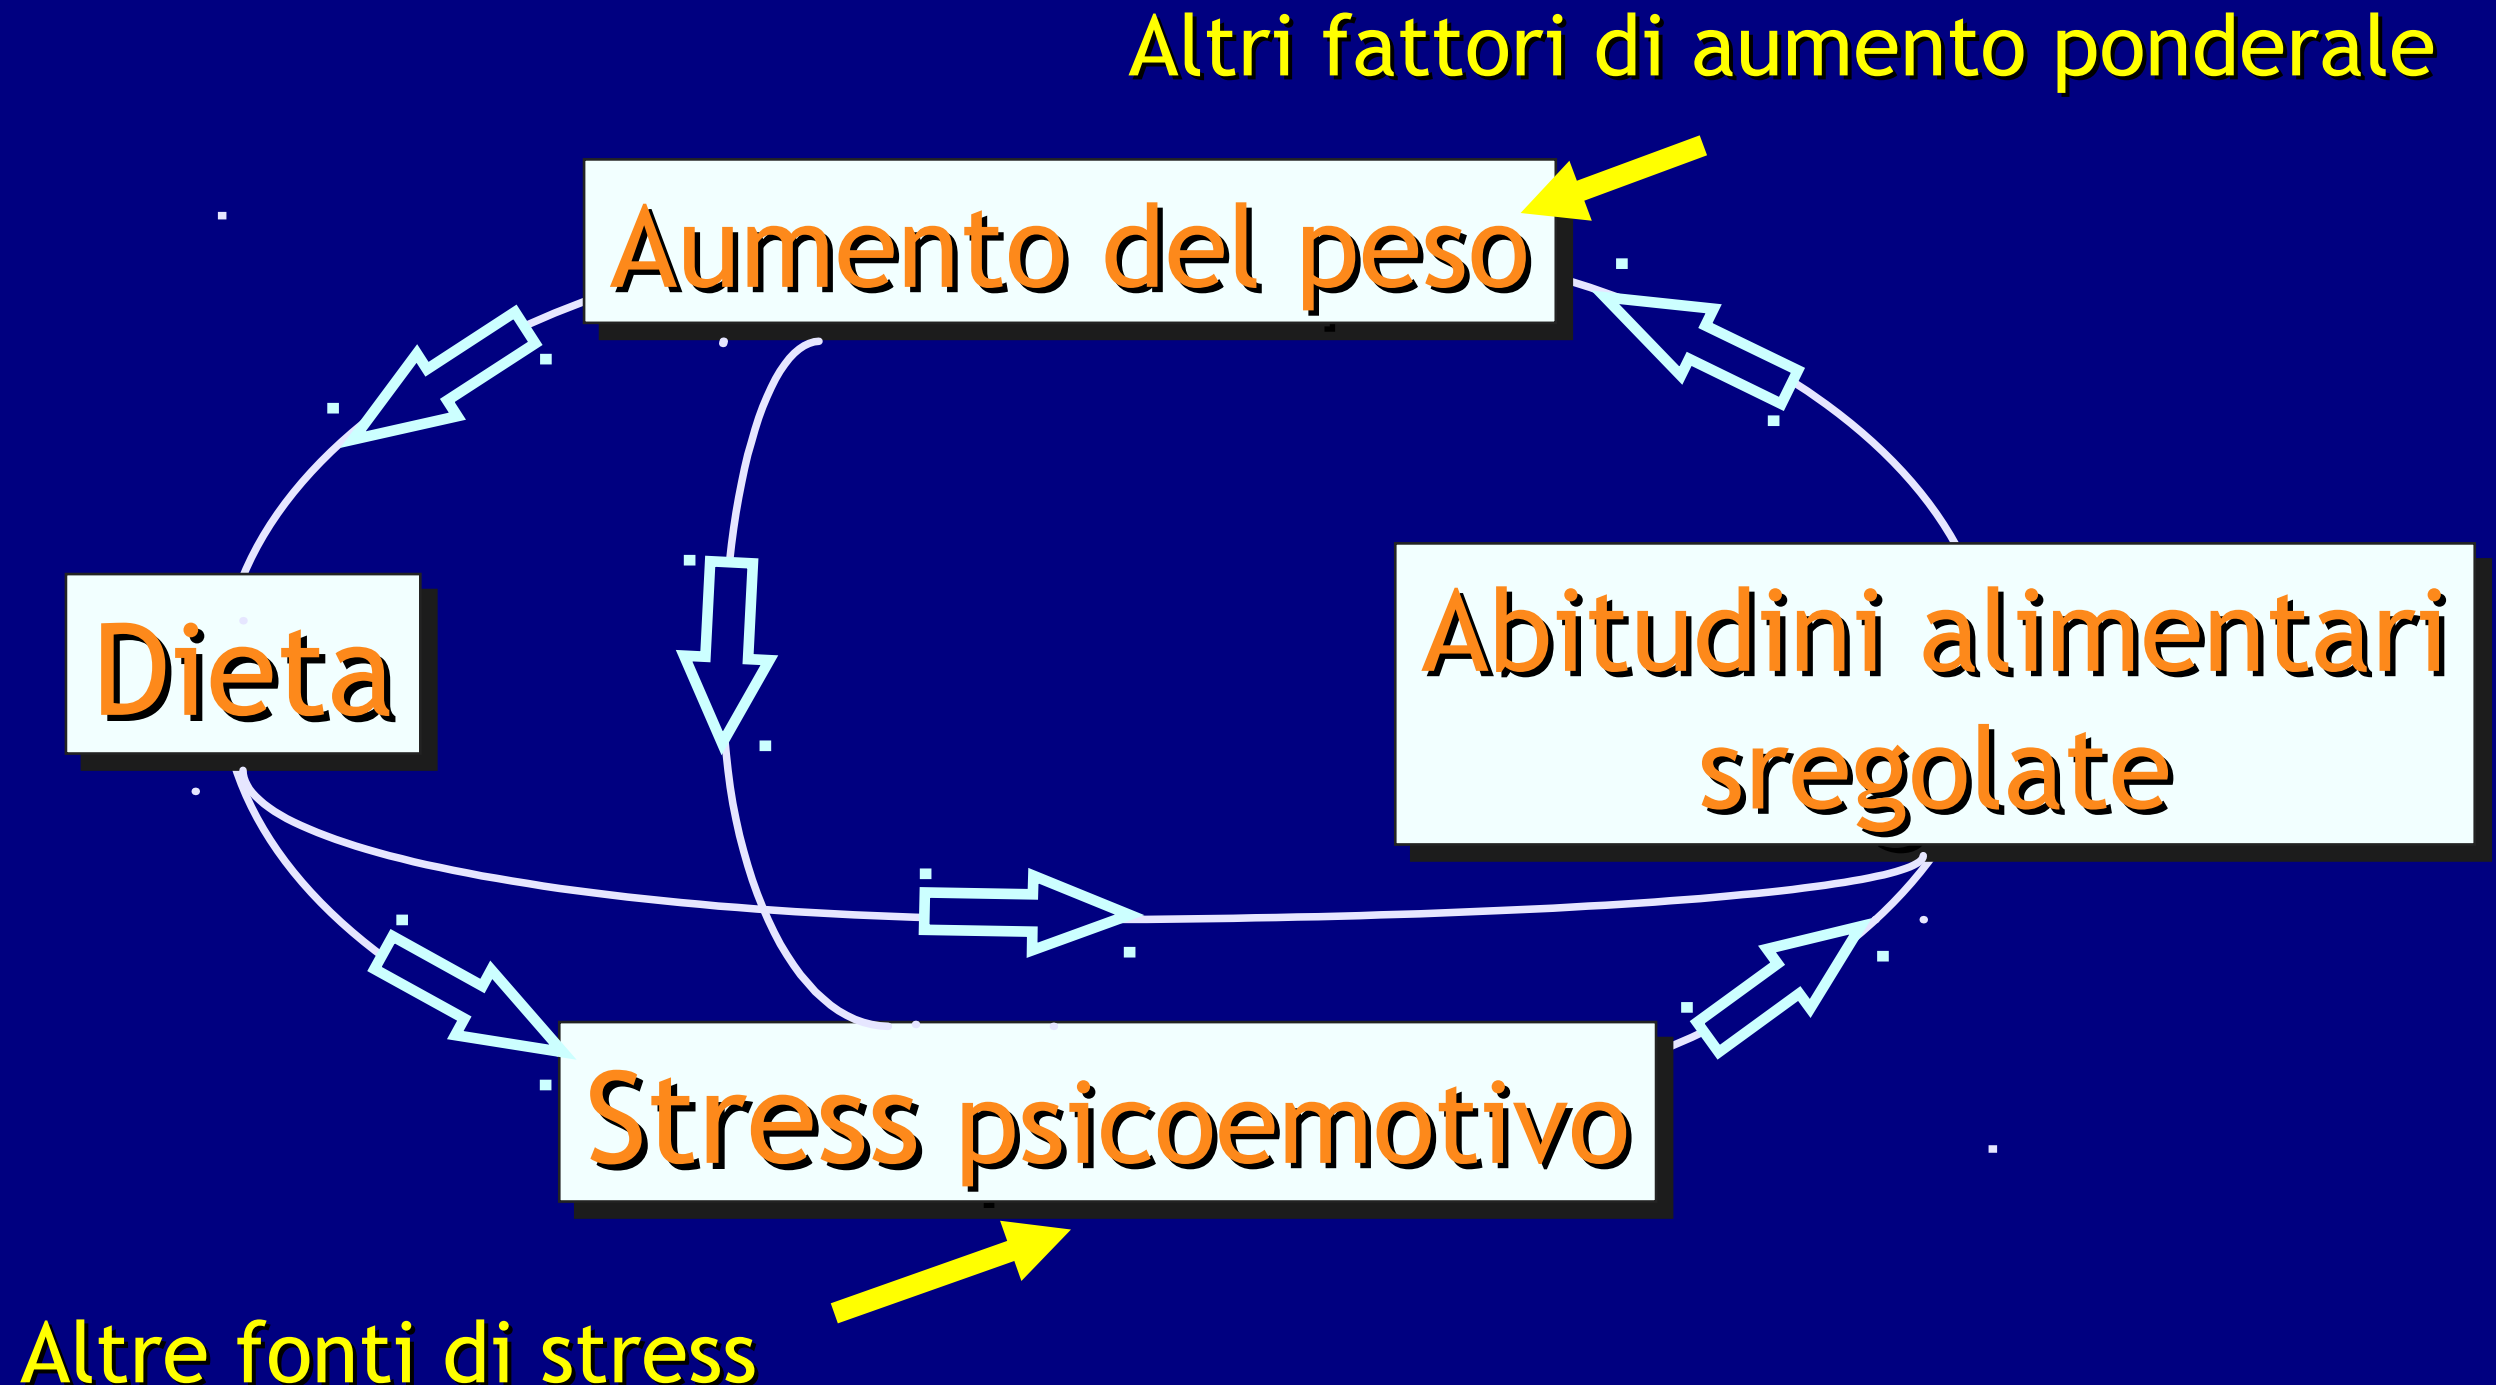 Altri fattori di aumento ponderale
Aumento del peso
Dieta
Abitudini alimentari
sregolate
Stress psicoemotivo
Altre fonti di stress